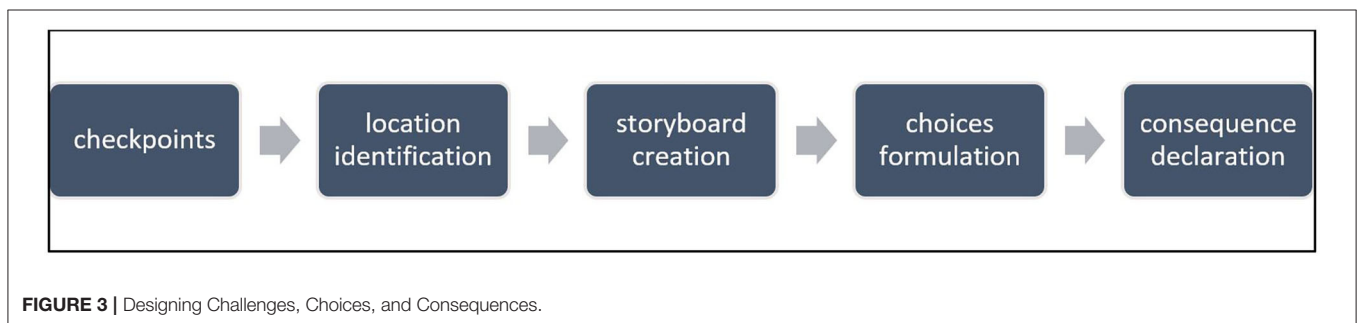 checkpoints
location
identification
storyboard
creation
choices
formulation
consequence
declaration
FIGURE 3 | Designing Challenges, Choices, and Consequences.